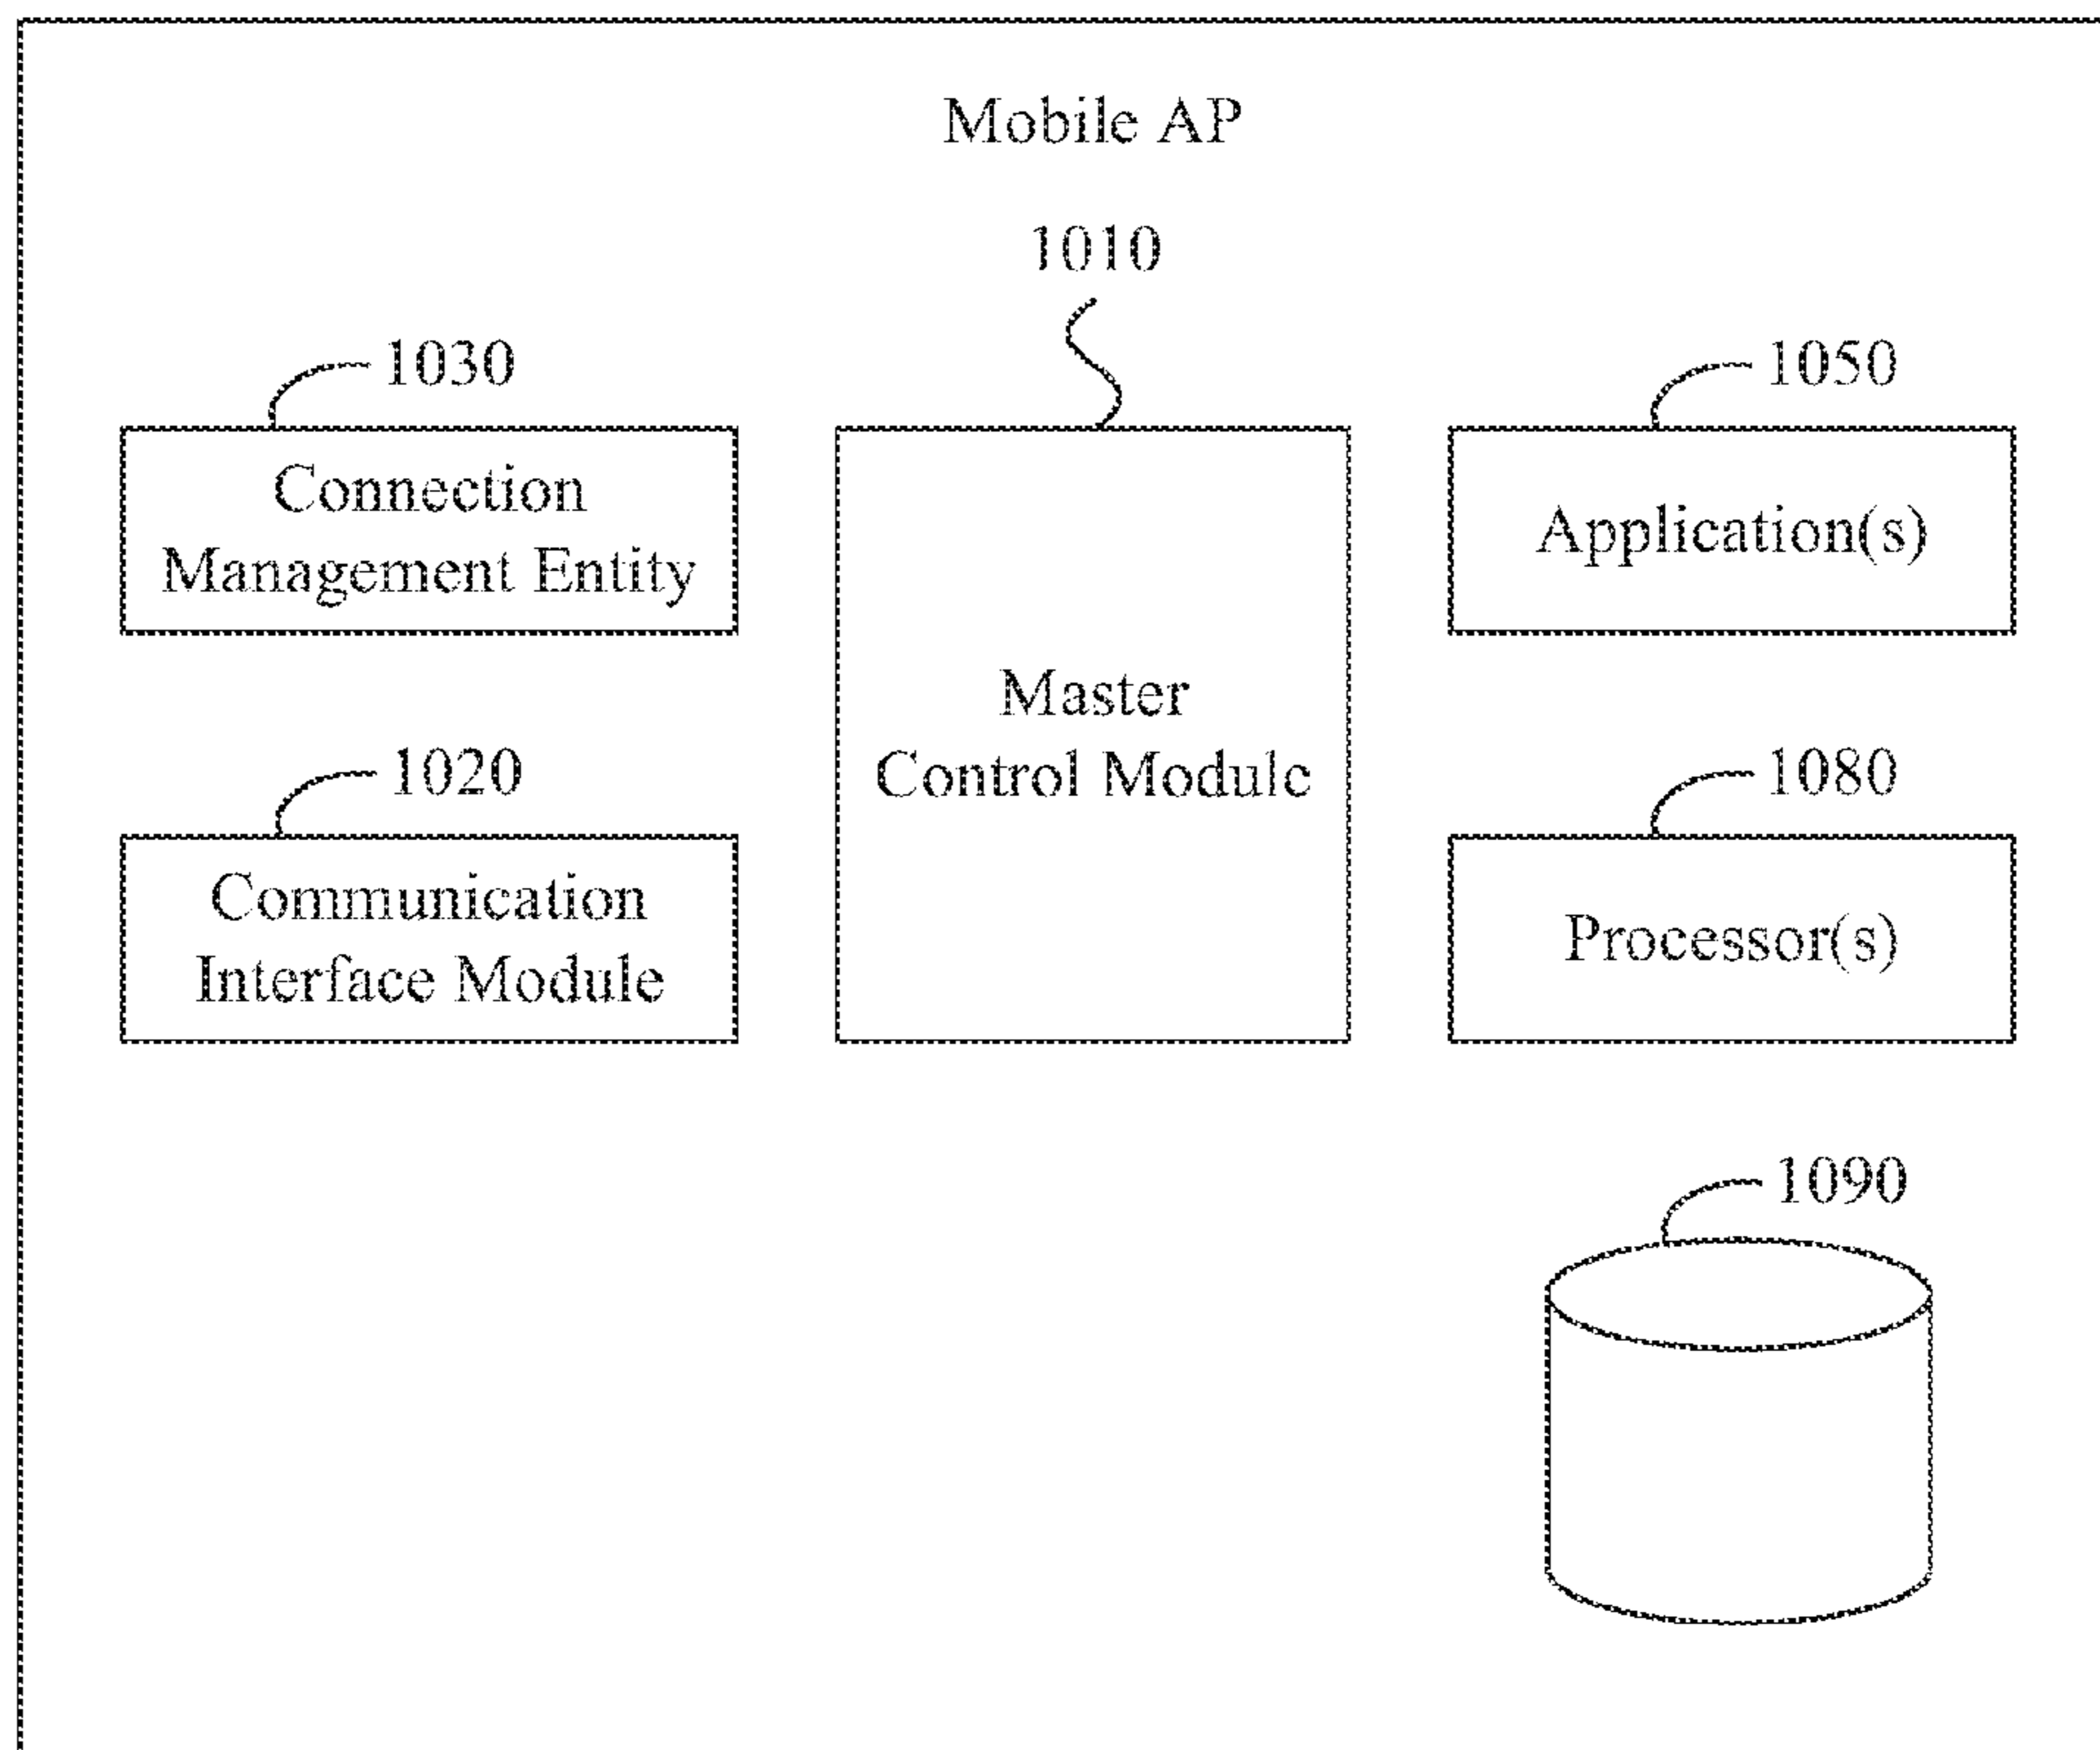 Mobile AP
1010
1030
1050
Connection
Management Entity
Application(s)
Master
Control Module
1020
1080
Communication
Interface Module
Processor(s)
1090